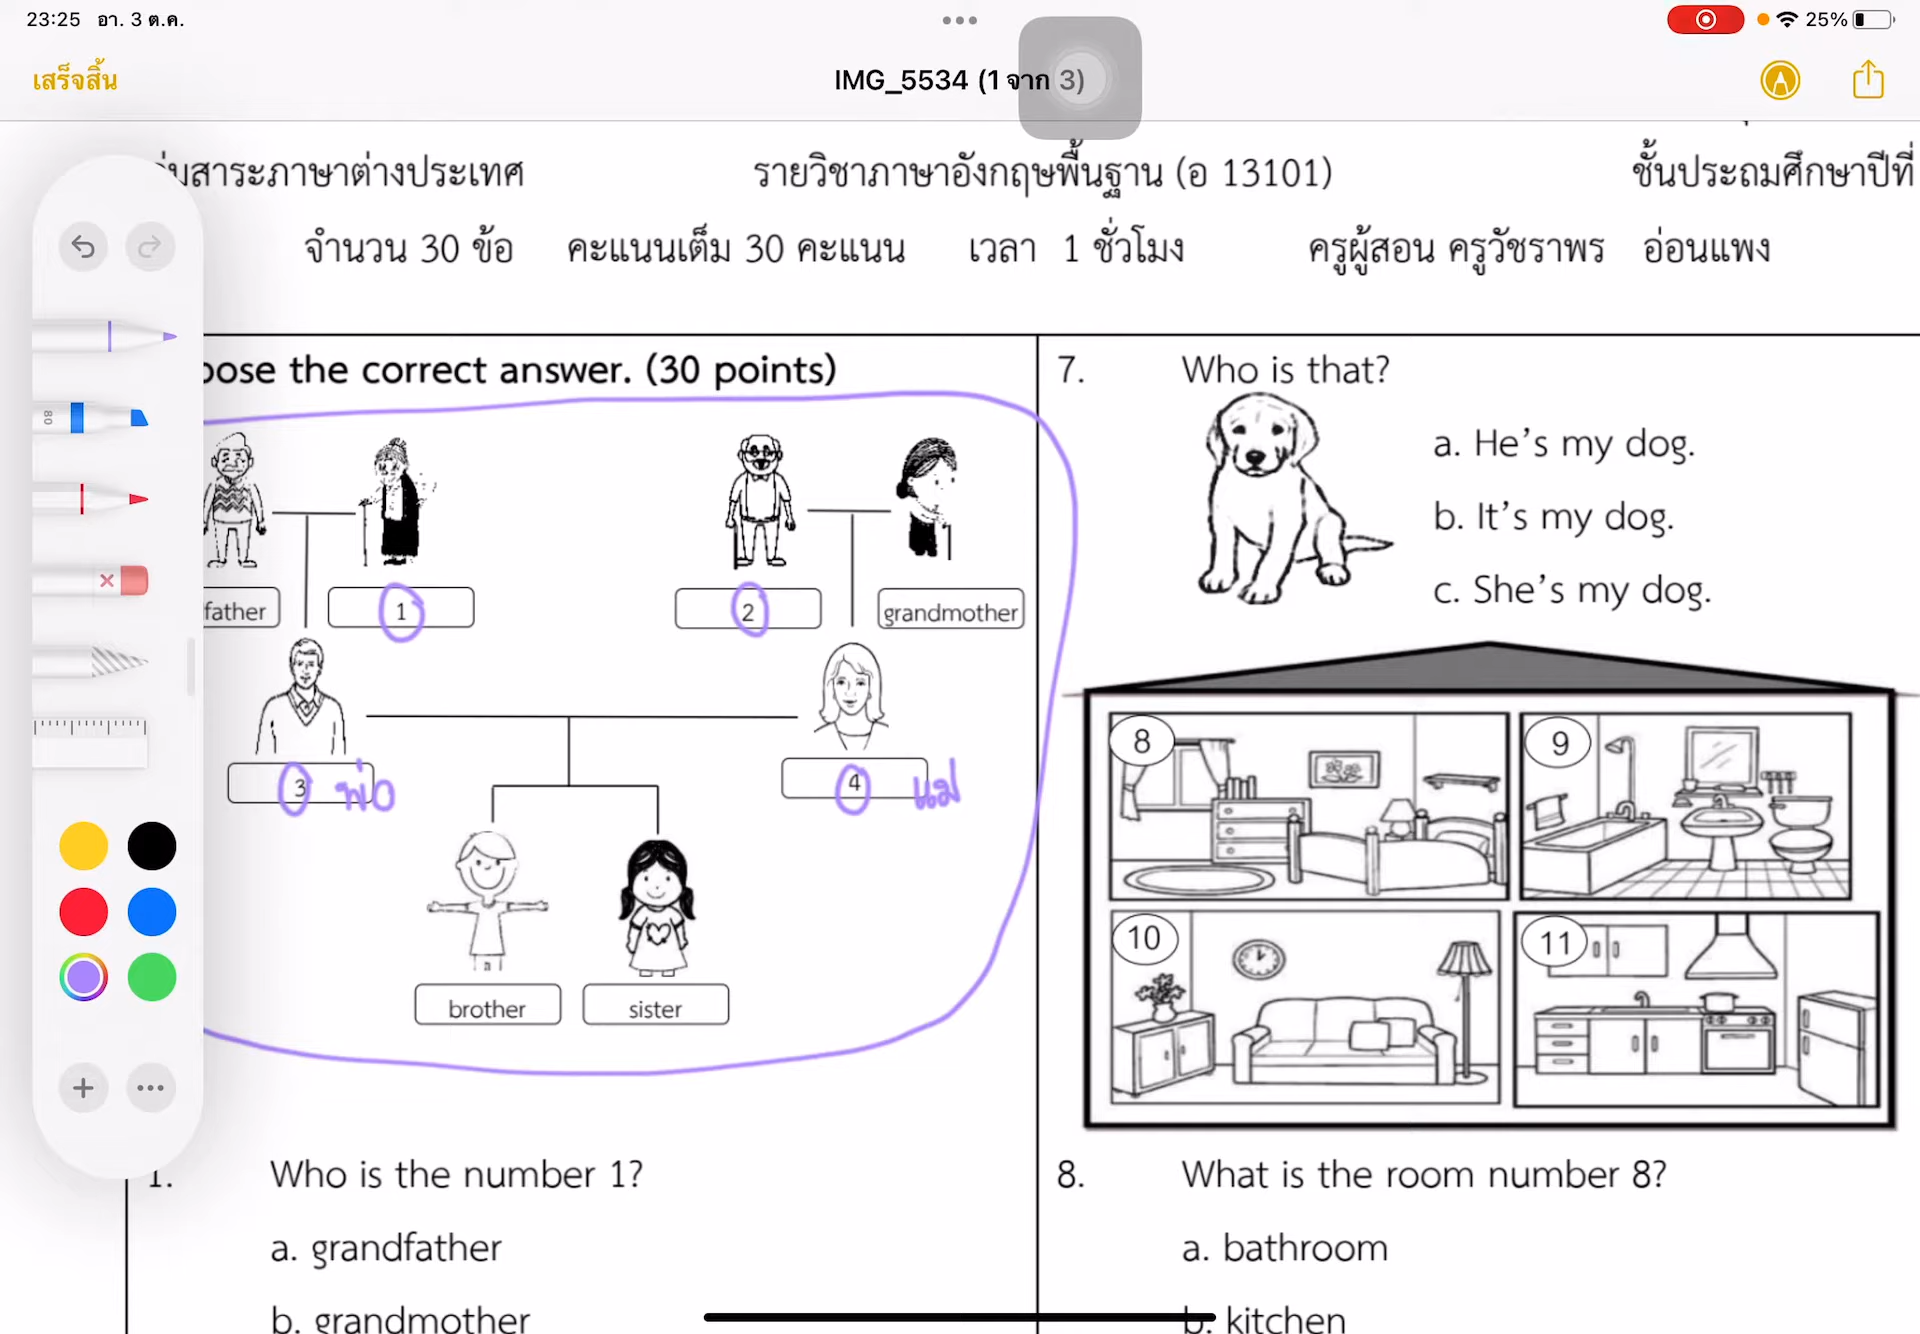 23:25 อา. 3 ต.ค.
25%
เสร็จสิ้น
IMG_5534 (1 จาก 3)
สาระภาษาต่างประเทศ
รายวิชาภาษาอังกฤษพื้นฐาน (อ 13101)
ชั้นประถมศึกษาปีที่
จำนวน 30 ข้อ คะแนนเต็ม 30 คะแนน เวลา 1 ชั่วโมง ครูผู้สอน ครูวัชราพร อ่อนแพง
oose the correct answer. (30 points)
father
1
2
grandmother
3 พ่อ
4 แม่
brother
sister
1. Who is the number 1?
a. grandfather
b. grandmother
7. Who is that?
a. He's my dog.
b. It's my dog.
c. She's my dog.
8
9
10
11
8. What is the room number 8?
a. bathroom
b. kitchen
80